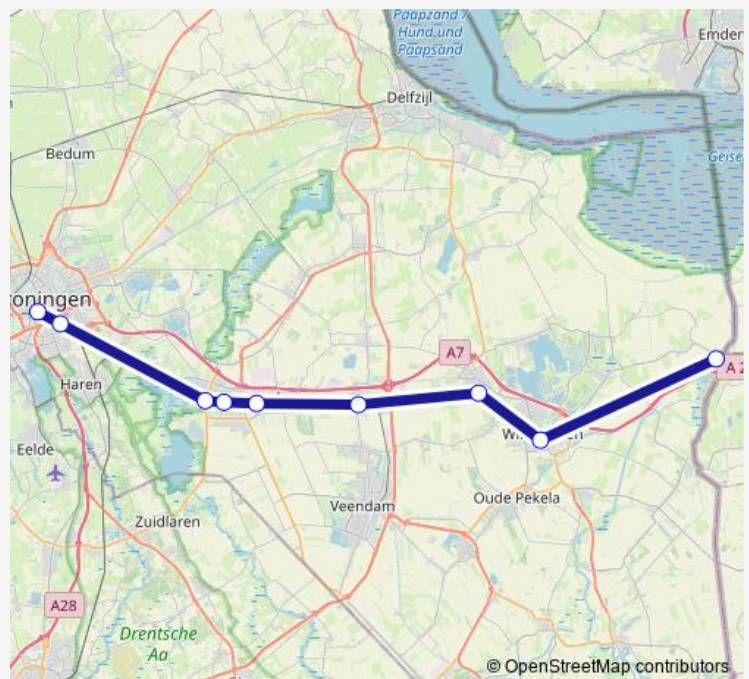 Paapzand /
Hund und
Paapsand
Emden
Delfzijl
Bedum
Geise
roningen
A7
A 2
Haren
Eelde
Oude Pekela
Veendam
Zuidlaren
A28
Drentsche
Aa
© OpenStreetMap contributors